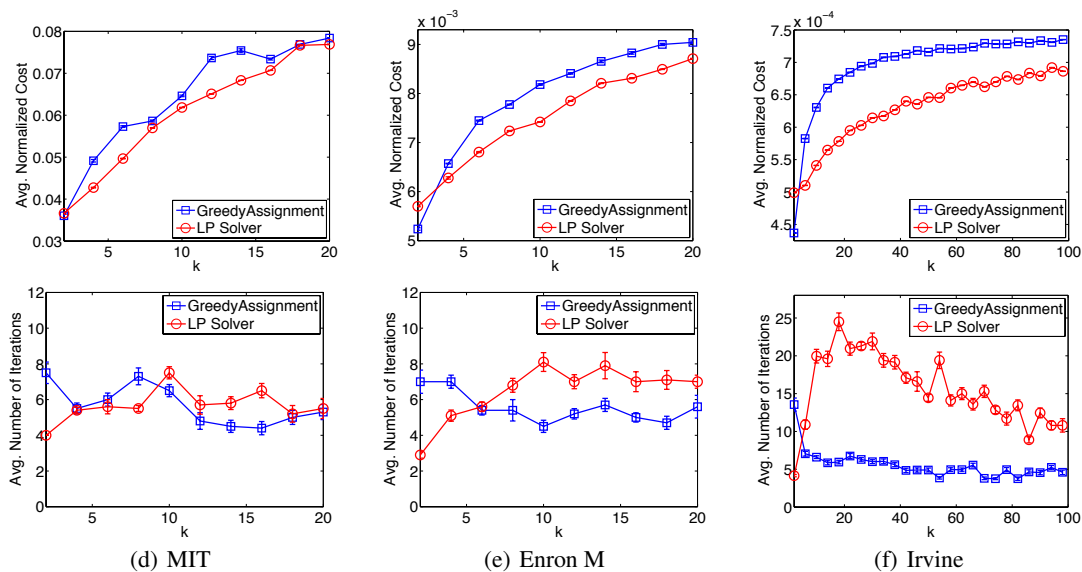 0.08
0.07
0.06
0.05
0.04
0.03
5 10 15 20
k
Avg. Normalized Cost
GreedyAssignment
LP Solver
x 10⁻³
9
8
7
6
5
5 10 15 20
k
Avg. Normalized Cost
GreedyAssignment
LP Solver
x 10⁻⁴
7.5
7
6.5
6
5.5
5
4.5
20 40 60 80 100
k
Avg. Normalized Cost
GreedyAssignment
LP Solver
12
10
8
6
4
2
0
5 10 15 20
k
Avg. Number of Iterations
GreedyAssignment
LP Solver
(d) MIT
12
10
8
6
4
2
0
5 10 15 20
k
Avg. Number of Iterations
GreedyAssignment
LP Solver
(e) Enron M
25
20
15
10
5
0
20 40 60 80 100
k
Avg. Number of Iterations
GreedyAssignment
LP Solver
(f) Irvine